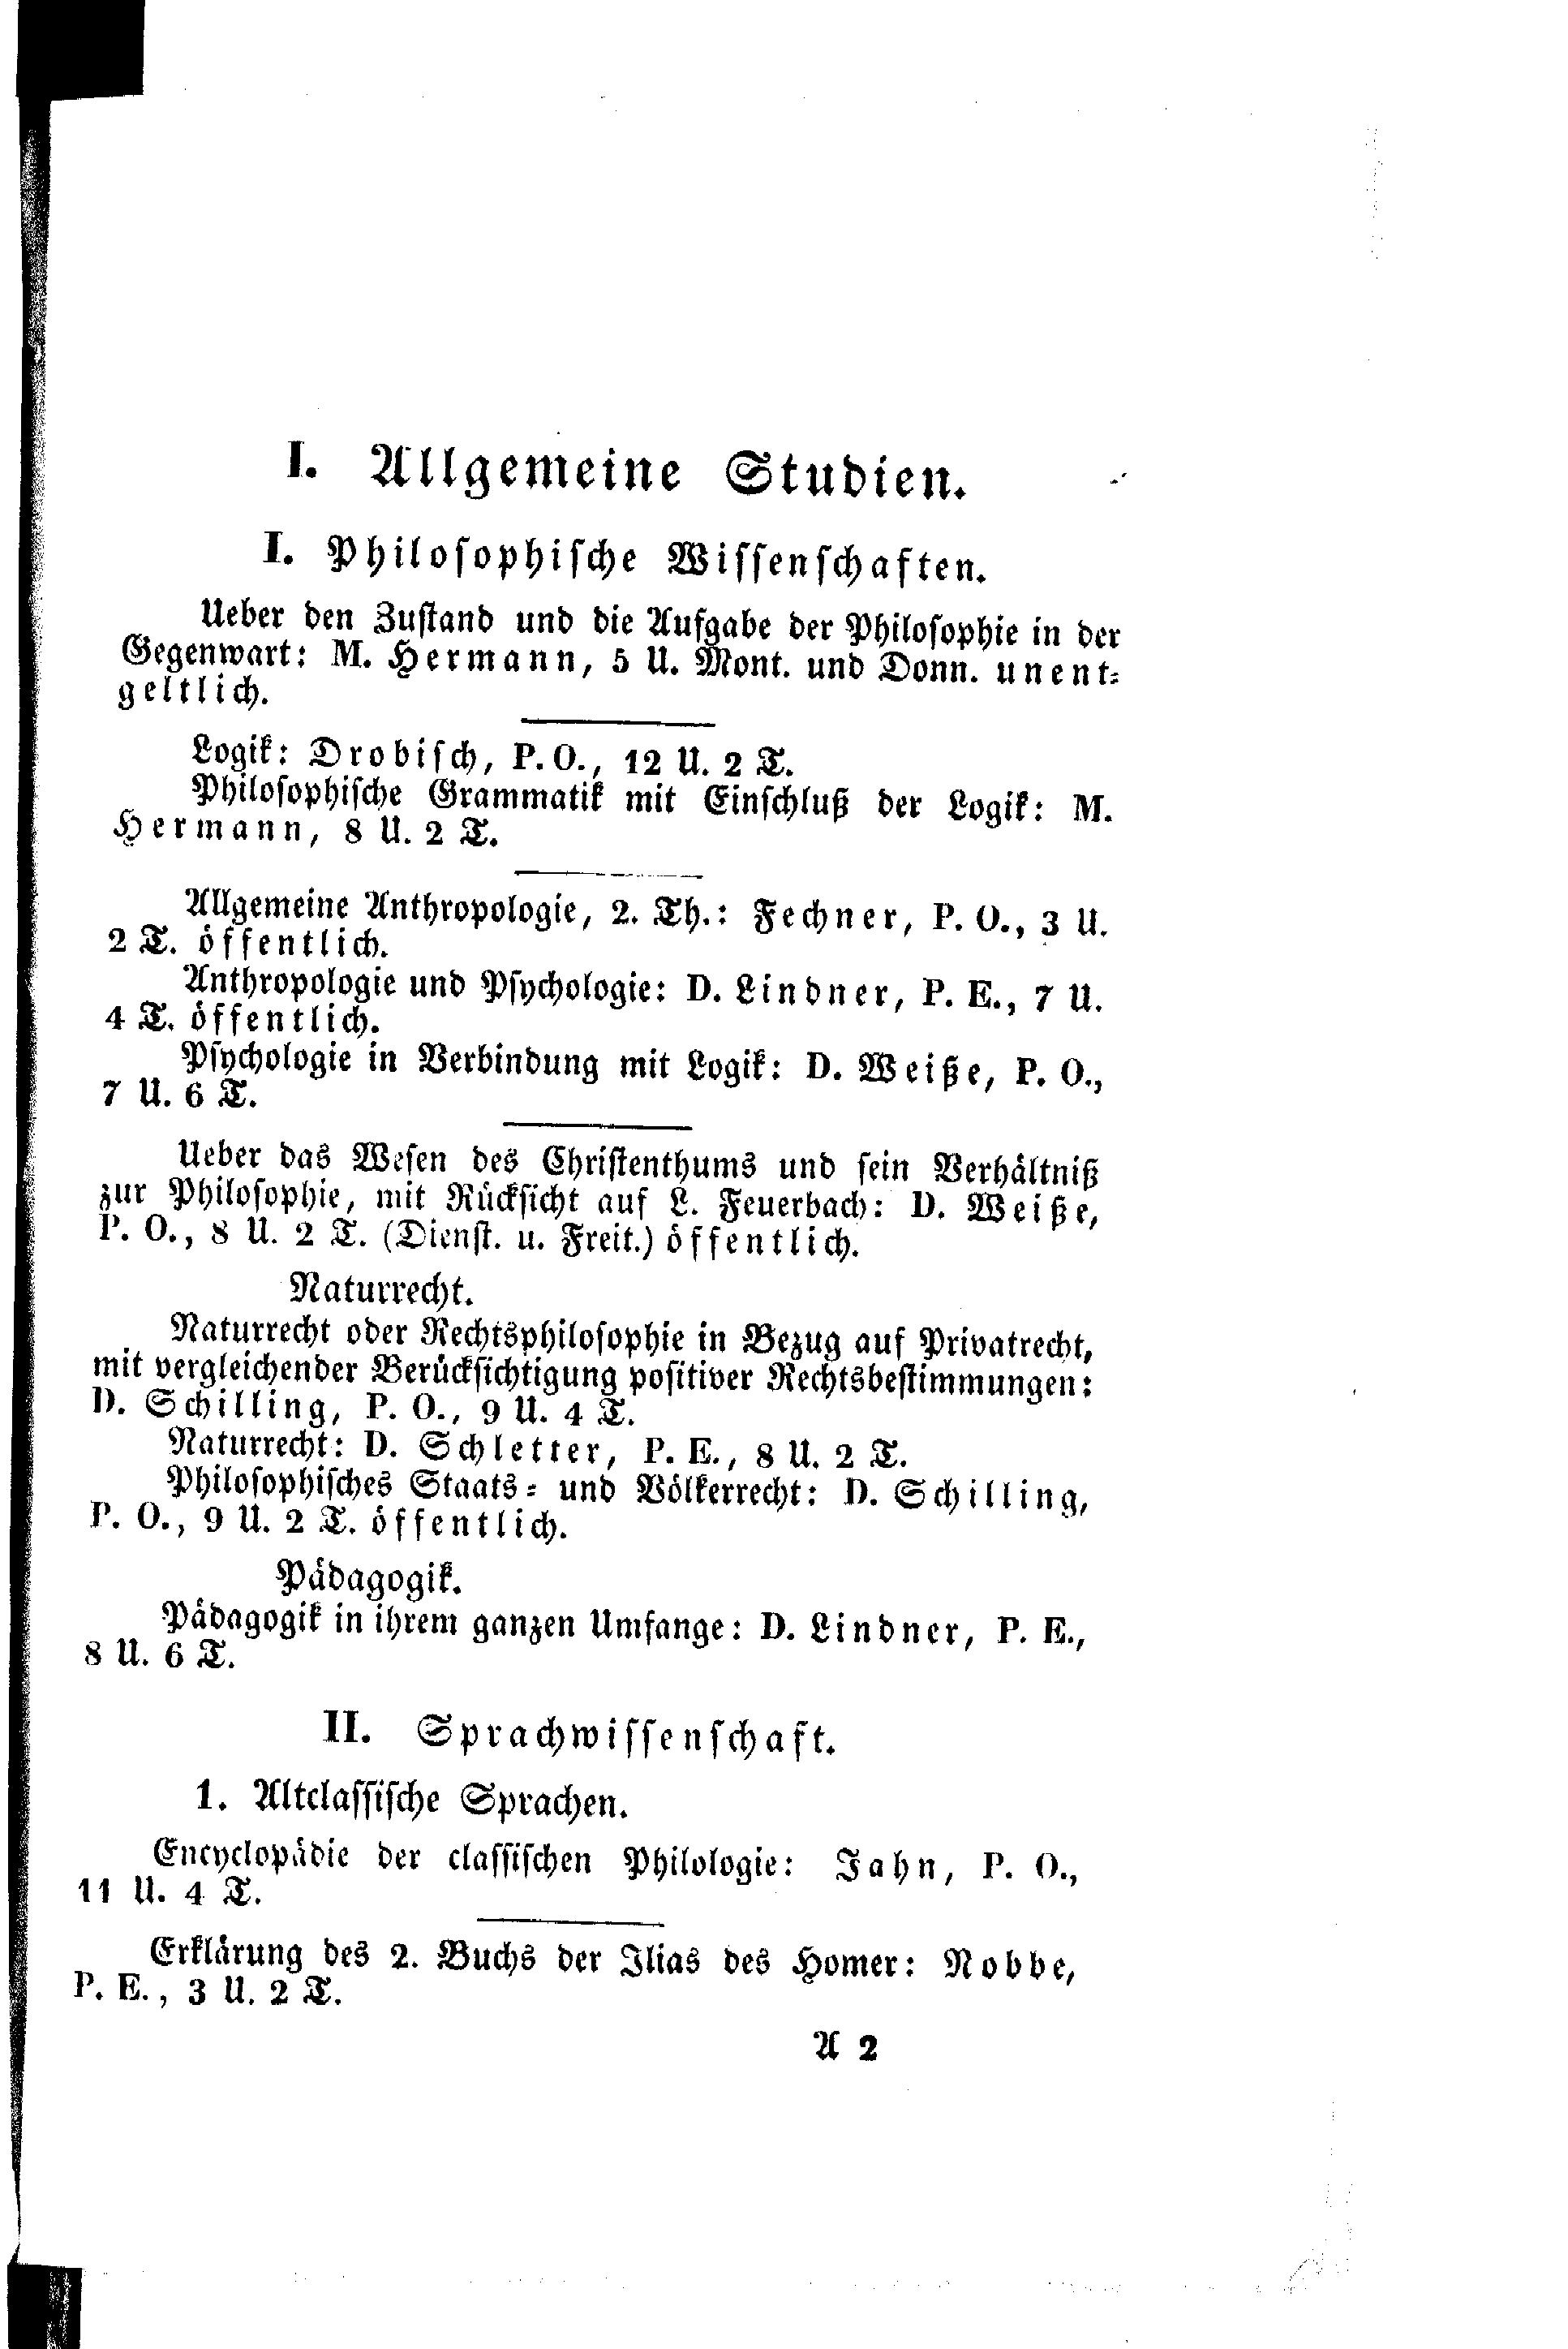 I. Allgemeine Studien.
I. Philosophische Wissenschaften.
Ueber den Zustand und die Aufgabe der Philosophie in der
Gegenwart: M. Hermann, 5 U. Mont. und Donn. unent-
geltlich.
Logik: Drobisch, P. O., 12 U. 2 T.
Philosophische Grammatik mit Einschluß der Logik: M.
Hermann, 8 U. 2 T.
Allgemeine Anthropologie, 2. Th.: Fechner, P. O., 3 U.
2 T. öffentlich.
Anthropologie und Psychologie: D. Lindner, P. E., 7 U.
4 T. öffentlich.
Psychologie in Verbindung mit Logik: D. Weiße, P. O.,
7 U. 6 T.
Ueber das Wesen des Christenthums und sein Verhältniß
zur Philosophie, mit Rücksicht auf L. Feuerbach: D. Weiße,
P. O., 8 U. 2 T. (Dienst. u. Freit.) öffentlich.
Naturrecht.
Naturrecht oder Rechtsphilosophie in Bezug auf Privatrecht,
mit vergleichender Berücksichtigung positiver Rechtsbestimmungen:
D. Schilling, P. O., 9 U. 4 T.
Naturrecht: D. Schletter, P. E., 8 U. 2 T.
Philosophisches Staats- und Völkerrecht: D. Schilling,
P. O., 9 U. 2 T. öffentlich.
Pädagogik.
Pädagogik in ihrem ganzen Umfange: D. Lindner, P. E.,
8 U. 6 T.
II. Sprachwissenschaft.
1. Altclassische Sprachen.
Encyclopädie der classischen Philologie: Jahn, P. O.,
11 U. 4 T.
Erklärung des 2. Buchs der Ilias des Homer: Nobbe,
P. E., 3 U. 2 T.
A 2